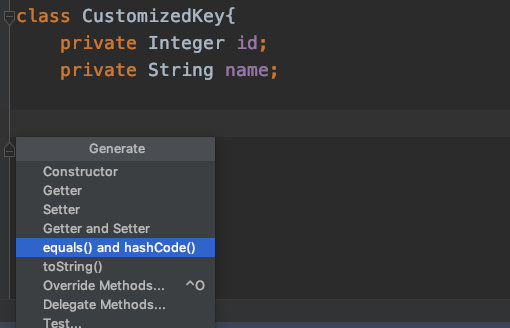 class CustomizedKey{
private Integer id;
private String name;
Generate
Constructor
Getter
Setter
Getter and Setter
equals() and hashCode()
toString()
Override Methods... ^O
Delegate Methods...
Test...